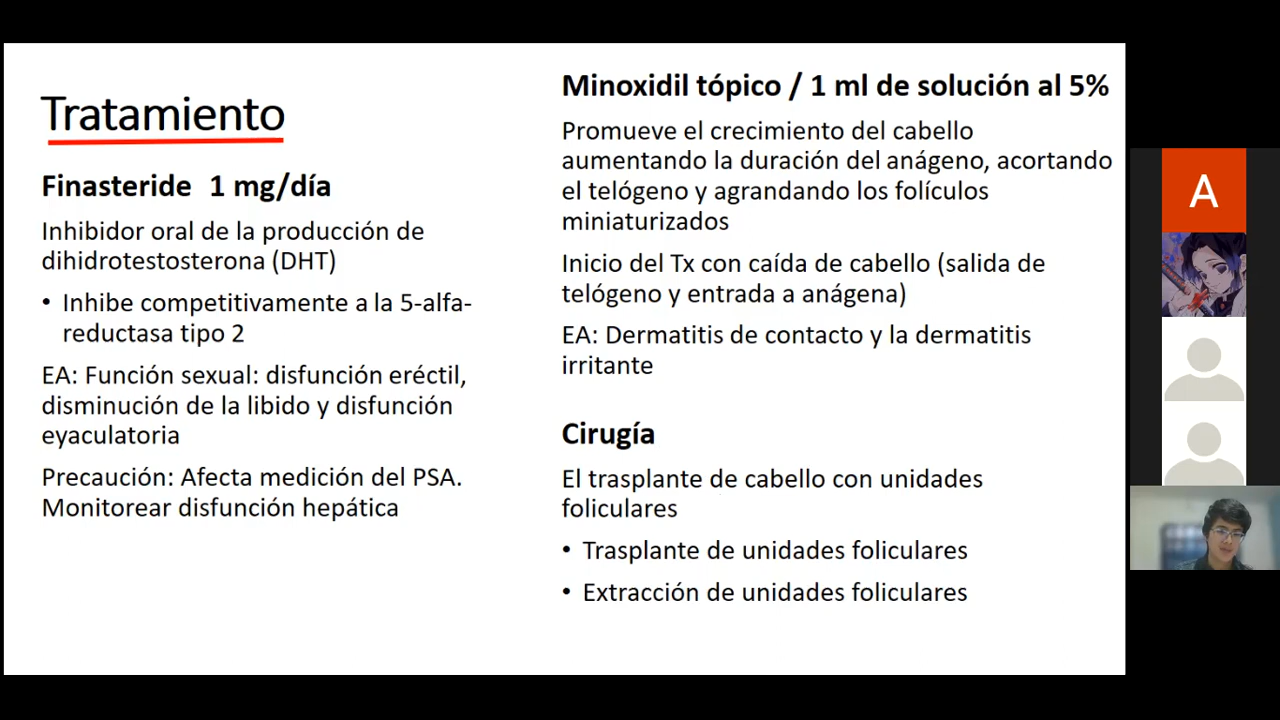 Tratamiento
Finasteride 1 mg/día
Inhibidor oral de la producción de
dihidrotestosterona (DHT)
• Inhibe competitivamente a la 5-alfa-
reductasa tipo 2
EA: Función sexual: disfunción eréctil,
disminución de la libido y disfunción
eyaculatoria
Precaución: Afecta medición del PSA.
Monitorear disfunción hepática
Minoxidil tópico / 1 ml de solución al 5%
Promueve el crecimiento del cabello
aumentando la duración del anágeno, acortando
el telógeno y agrandando los folículos
miniaturizados
Inicio del Tx con caída de cabello (salida de
telógeno y entrada a anágena)
EA: Dermatitis de contacto y la dermatitis
irritante
Cirugía
El trasplante de cabello con unidades
foliculares
• Trasplante de unidades foliculares
• Extracción de unidades foliculares
A